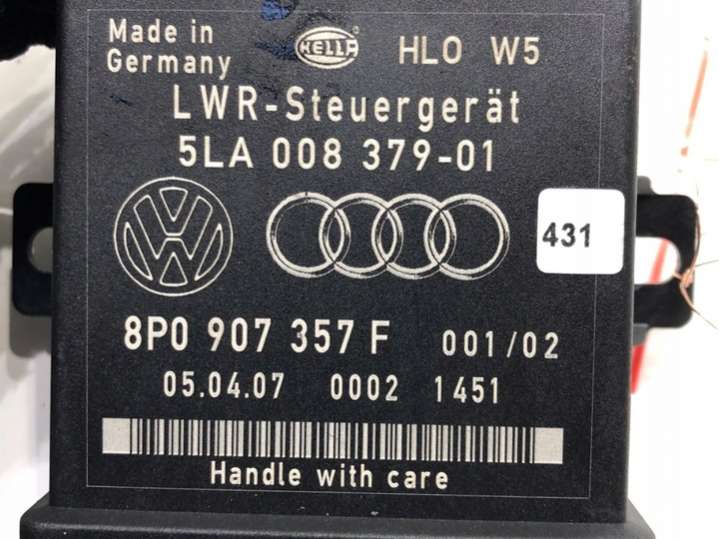 Made in
Germany
HELLA
HLO W5
LWR-Steuergerät
5LA 008 379-01
VW
431
8P0 907 357 F 001/02
05.04.07 0002 1451
Handle with care